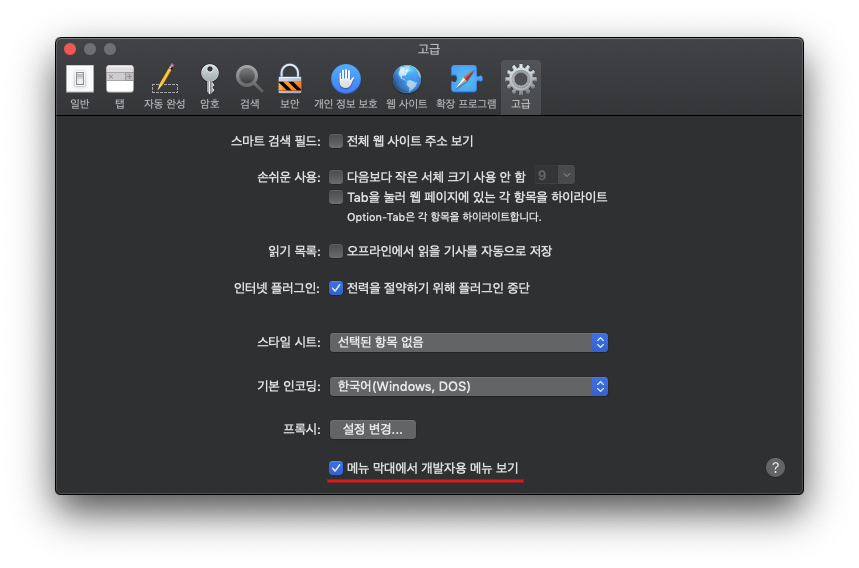 고급
일반 탭 자동 완성 암호 검색 보안 개인 정보 보호 웹 사이트 확장 프로그램 고급
스마트 검색 필드: 전체 웹 사이트 주소 보기
손쉬운 사용: 다음보다 작은 서체 크기 사용 안 함 9
Tab을 눌러 웹 페이지에 있는 각 항목을 하이라이트
Option-Tab은 각 항목을 하이라이트합니다.
읽기 목록: 오프라인에서 읽을 기사를 자동으로 저장
인터넷 플러그인: 전력을 절약하기 위해 플러그인 중단
스타일 시트: 선택된 항목 없음
기본 인코딩: 한국어(Windows, DOS)
프록시: 설정 변경...
메뉴 막대에서 개발자용 메뉴 보기 ?